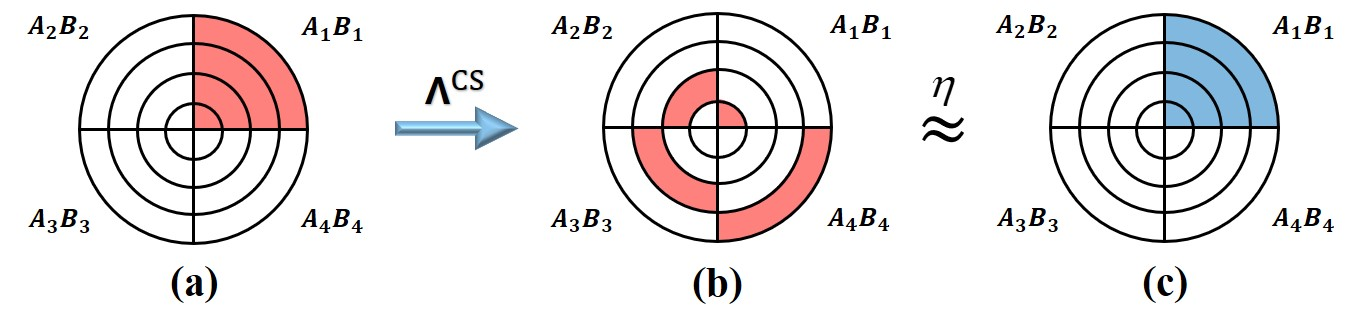 A₂B₂ A₁B₁ Λ^CS A₂B₂ A₁B₁ η A₂B₂ A₁B₁
≈
A₃B₃ A₄B₄ A₃B₃ A₄B₄ A₃B₃ A₄B₄
(a) (b) (c)